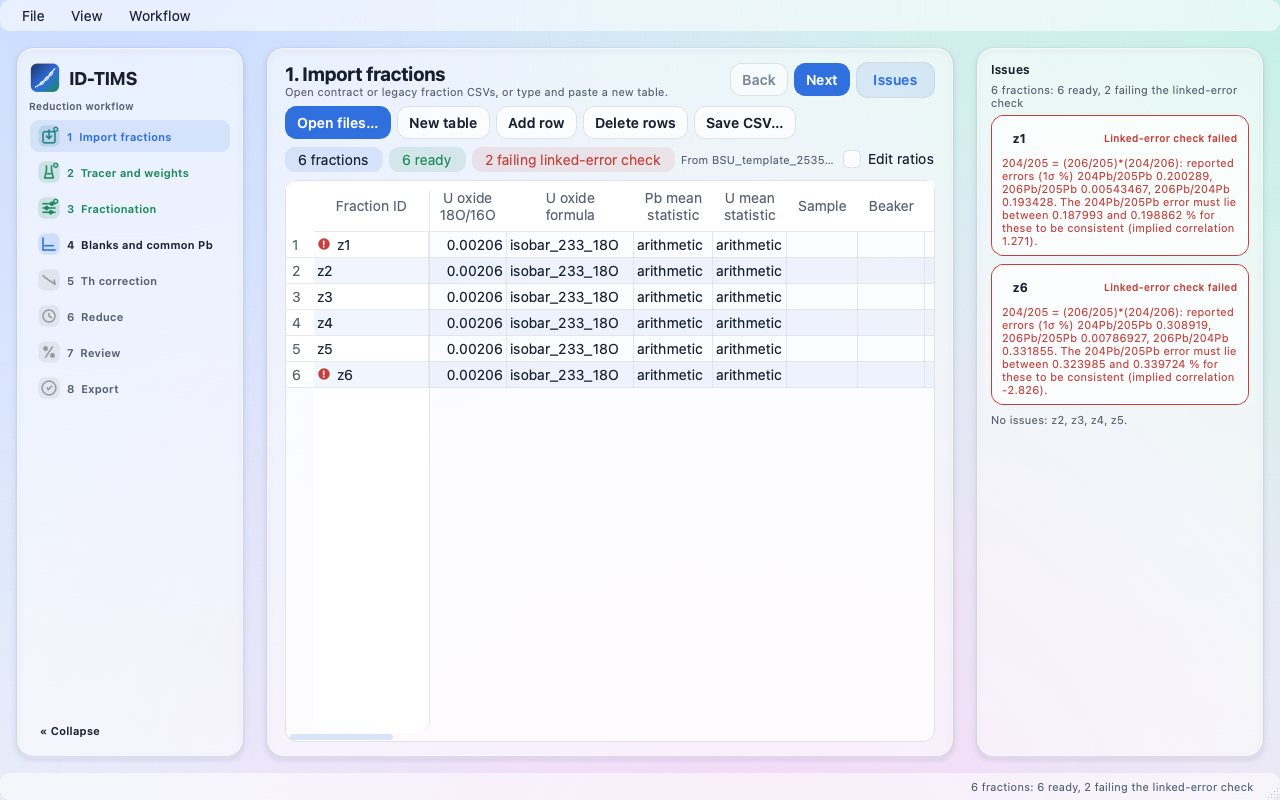 File View Workflow
ID-TIMS
Reduction workflow
1 Import fractions
2 Tracer and weights
3 Fractionation
4 Blanks and common Pb
5 Th correction
6 Reduce
7 Review
8 Export
« Collapse
1. Import fractions
Open contract or legacy fraction CSVs, or type and paste a new table.
Back Next Issues
Open files... New table Add row Delete rows Save CSV...
6 fractions 6 ready 2 failing linked-error check From BSU_template_2535... Edit ratios
Fraction ID U oxide 18O/16O U oxide formula Pb mean statistic U mean statistic Sample Beaker
1 z1 0.00206 isobar_233_18O arithmetic arithmetic
2 z2 0.00206 isobar_233_18O arithmetic arithmetic
3 z3 0.00206 isobar_233_18O arithmetic arithmetic
4 z4 0.00206 isobar_233_18O arithmetic arithmetic
5 z5 0.00206 isobar_233_18O arithmetic arithmetic
6 z6 0.00206 isobar_233_18O arithmetic arithmetic
Issues
6 fractions: 6 ready, 2 failing the linked-error
check
z1 Linked-error check failed
204/205 = (206/205)*(204/206): reported
errors (1σ %) 204Pb/205Pb 0.200289,
206Pb/205Pb 0.00543467, 206Pb/204Pb
0.193428. The 204Pb/205Pb error must lie
between 0.187993 and 0.198862 % for
these to be consistent (implied correlation
1.271).
z6 Linked-error check failed
204/205 = (206/205)*(204/206): reported
errors (1σ %) 204Pb/205Pb 0.308919,
206Pb/205Pb 0.00786927, 206Pb/204Pb
0.331855. The 204Pb/205Pb error must lie
between 0.323985 and 0.339724 % for
these to be consistent (implied correlation
-2.826).
No issues: z2, z3, z4, z5.
6 fractions: 6 ready, 2 failing the linked-error check